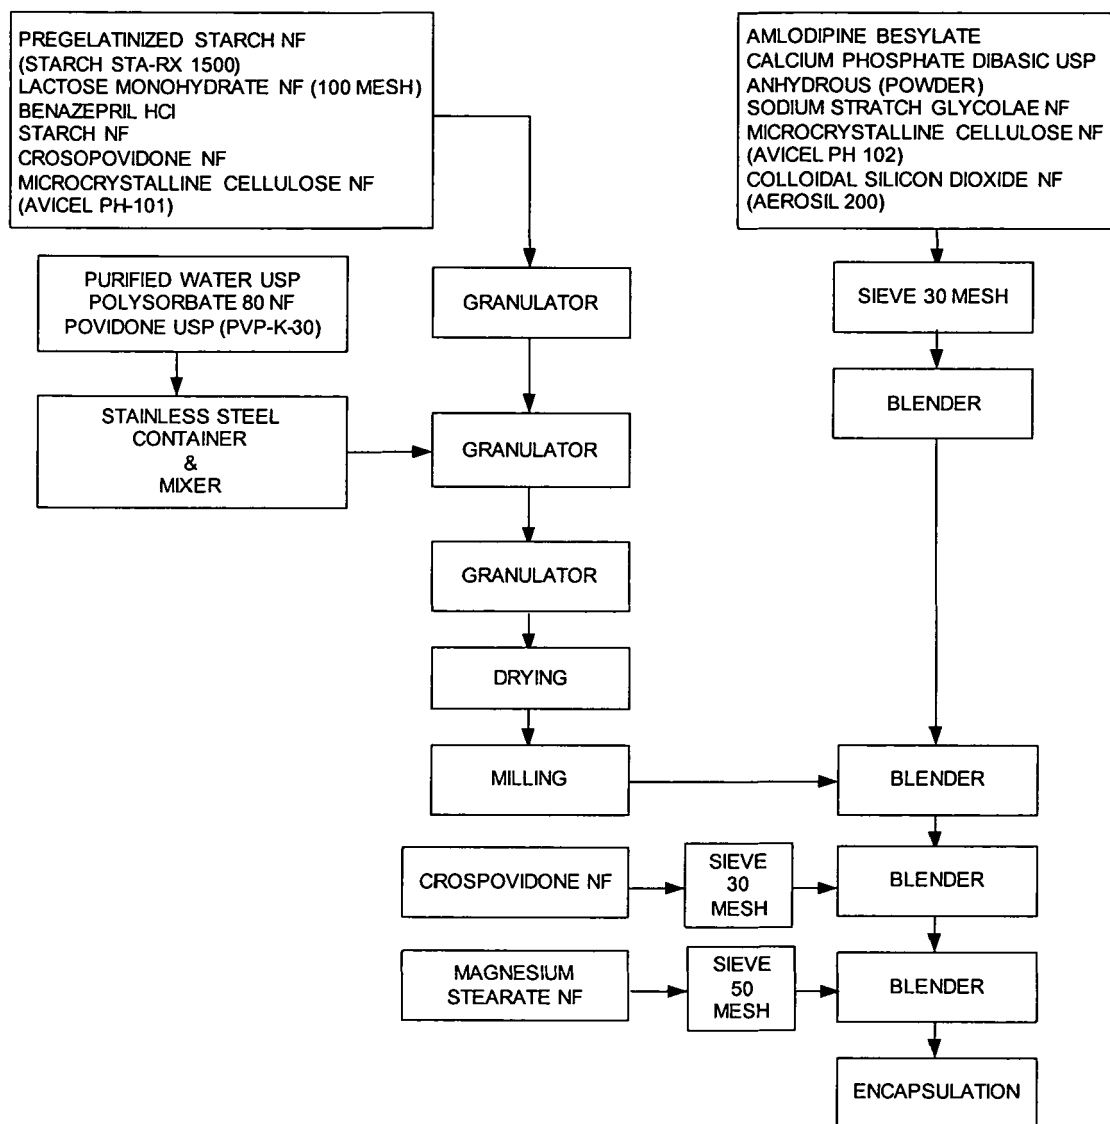 PREGELATINIZED STARCH NF
(STARCH STA-RX 1500)
LACTOSE MONOHYDRATE NF (100 MESH)
BENAZEPRIL HCl
STARCH NF
CROSOPOVIDONE NF
MICROCRYSTALLINE CELLULOSE NF
(AVICEL PH-101)
AMLODIPINE BESYLATE
CALCIUM PHOSPHATE DIBASIC USP
ANHYDROUS (POWDER)
SODIUM STRATCH GLYCOLAE NF
MICROCRYSTALLINE CELLULOSE NF
(AVICEL PH 102)
COLLOIDAL SILICON DIOXIDE NF
(AEROSIL 200)
PURIFIED WATER USP
POLYSORBATE 80 NF
POVIDONE USP (PVP-K-30)
GRANULATOR
SIEVE 30 MESH
BLENDER
STAINLESS STEEL
CONTAINER
&
MIXER
GRANULATOR
GRANULATOR
DRYING
MILLING
BLENDER
CROSPOVIDONE NF
SIEVE
30
MESH
BLENDER
MAGNESIUM
STEARATE NF
SIEVE
50
MESH
BLENDER
ENCAPSULATION